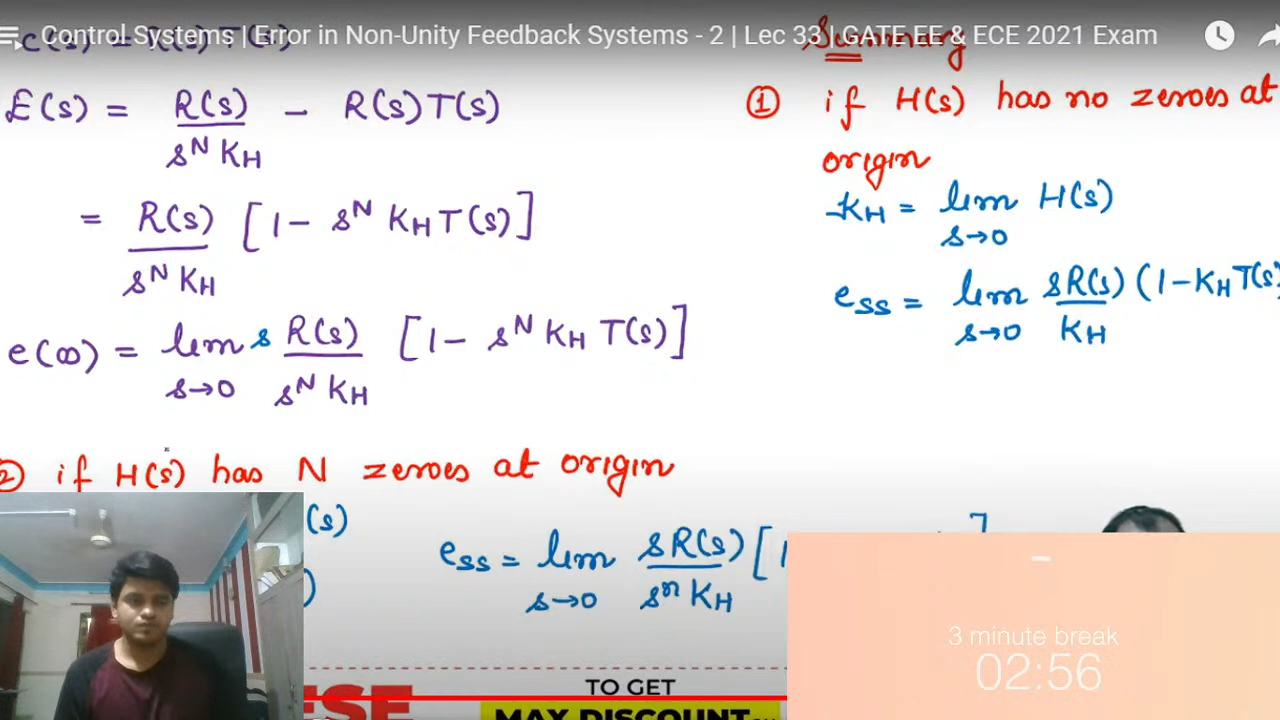 Control Systems | Error in Non-Unity Feedback Systems - 2 | Lec 33 | GATE EE & ECE 2021 Exam
Summary
E(s) = R(s)/s^N K_H - R(s)T(s)
= R(s)/s^N K_H [1 - s^N K_H T(s)]
e(∞) = lim s→0 s R(s)/s^N K_H [1 - s^N K_H T(s)]
② if H(s) has N zeroes at origin
(s)
e_ss = lim s→0 sR(s)/s^n K_H [1
① if H(s) has no zeroes at
origin
K_H = lim s→0 H(s)
e_ss = lim s→0 sR(s)/K_H (1-K_H T(s)
3 minute break
02:56
TO GET
MAX DISCOUNT